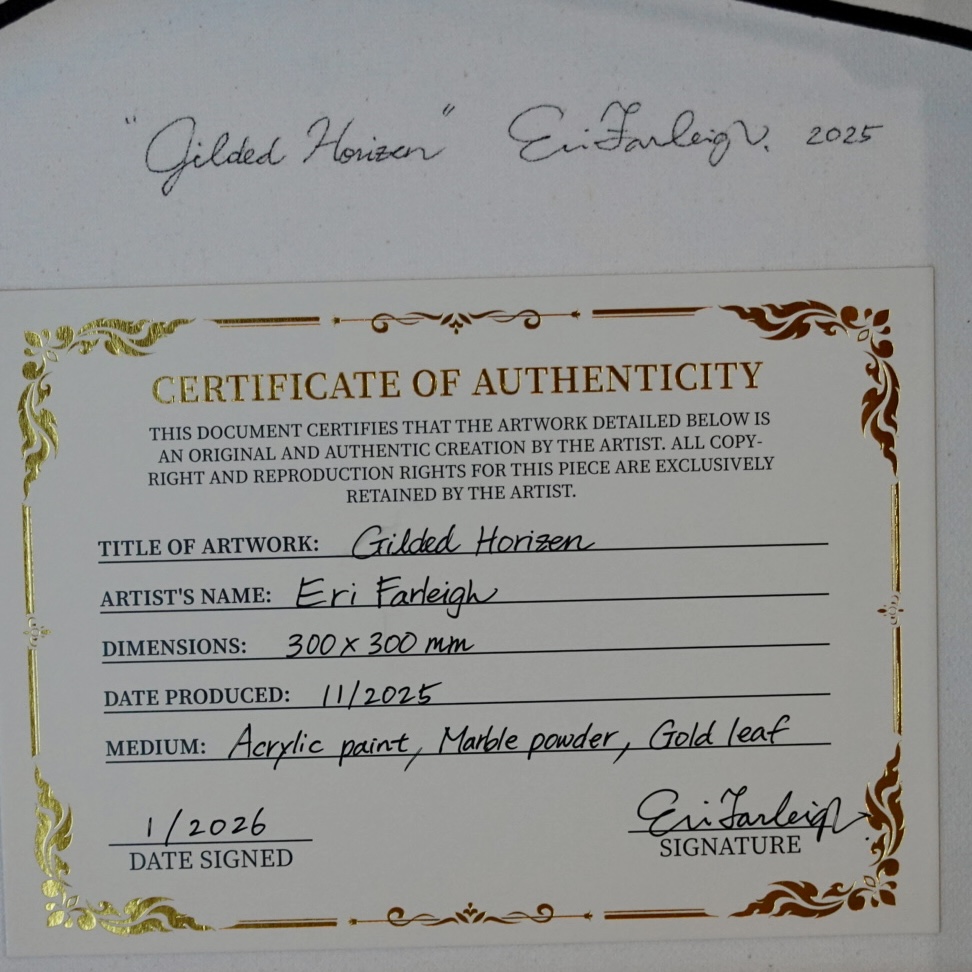 "Gilded Horizen" Eri Farleigh. 2025
CERTIFICATE OF AUTHENTICITY
THIS DOCUMENT CERTIFIES THAT THE ARTWORK DETAILED BELOW IS
AN ORIGINAL AND AUTHENTIC CREATION BY THE ARTIST. ALL COPY-
RIGHT AND REPRODUCTION RIGHTS FOR THIS PIECE ARE EXCLUSIVELY
RETAINED BY THE ARTIST.
TITLE OF ARTWORK: Gilded Horizen
ARTIST'S NAME: Eri Farleigh
DIMENSIONS: 300 x 300 mm
DATE PRODUCED: 11/2025
MEDIUM: Acrylic paint, Marble powder, Gold leaf
1/2026 Eri Farleigh
DATE SIGNED SIGNATURE